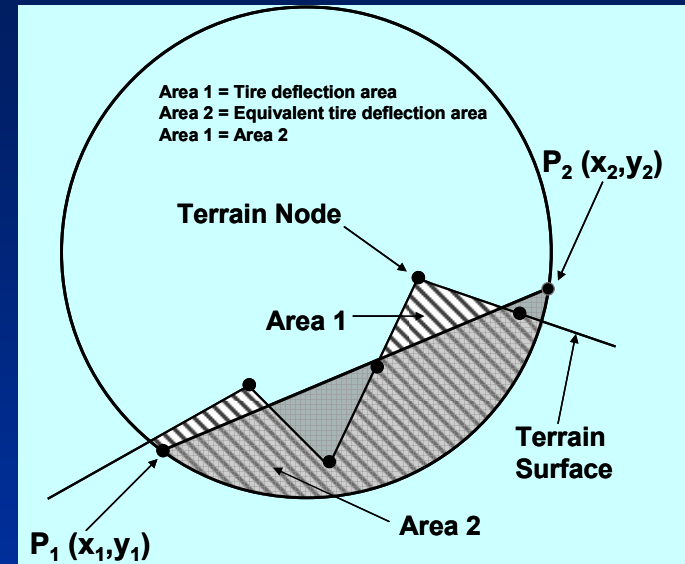 Area 1 = Tire deflection area
Area 2 = Equivalent tire deflection area
Area 1 = Area 2
P₂ (x₂,y₂)
Terrain Node
Area 1
Terrain
Surface
Area 2
P₁ (x₁,y₁)